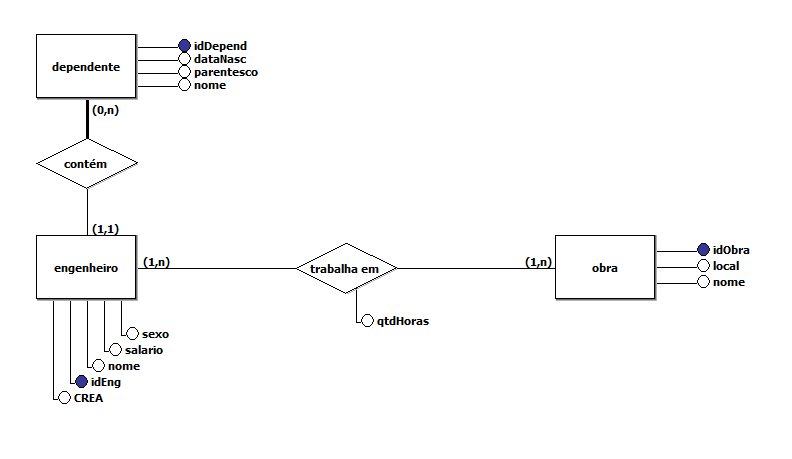 dependente
idDepend
dataNasc
parentesco
nome
(0,n)
contém
(1,1)
engenheiro
(1,n)
trabalha em
(1,n)
obra
idObra
local
nome
qtdHoras
sexo
salario
nome
idEng
CREA